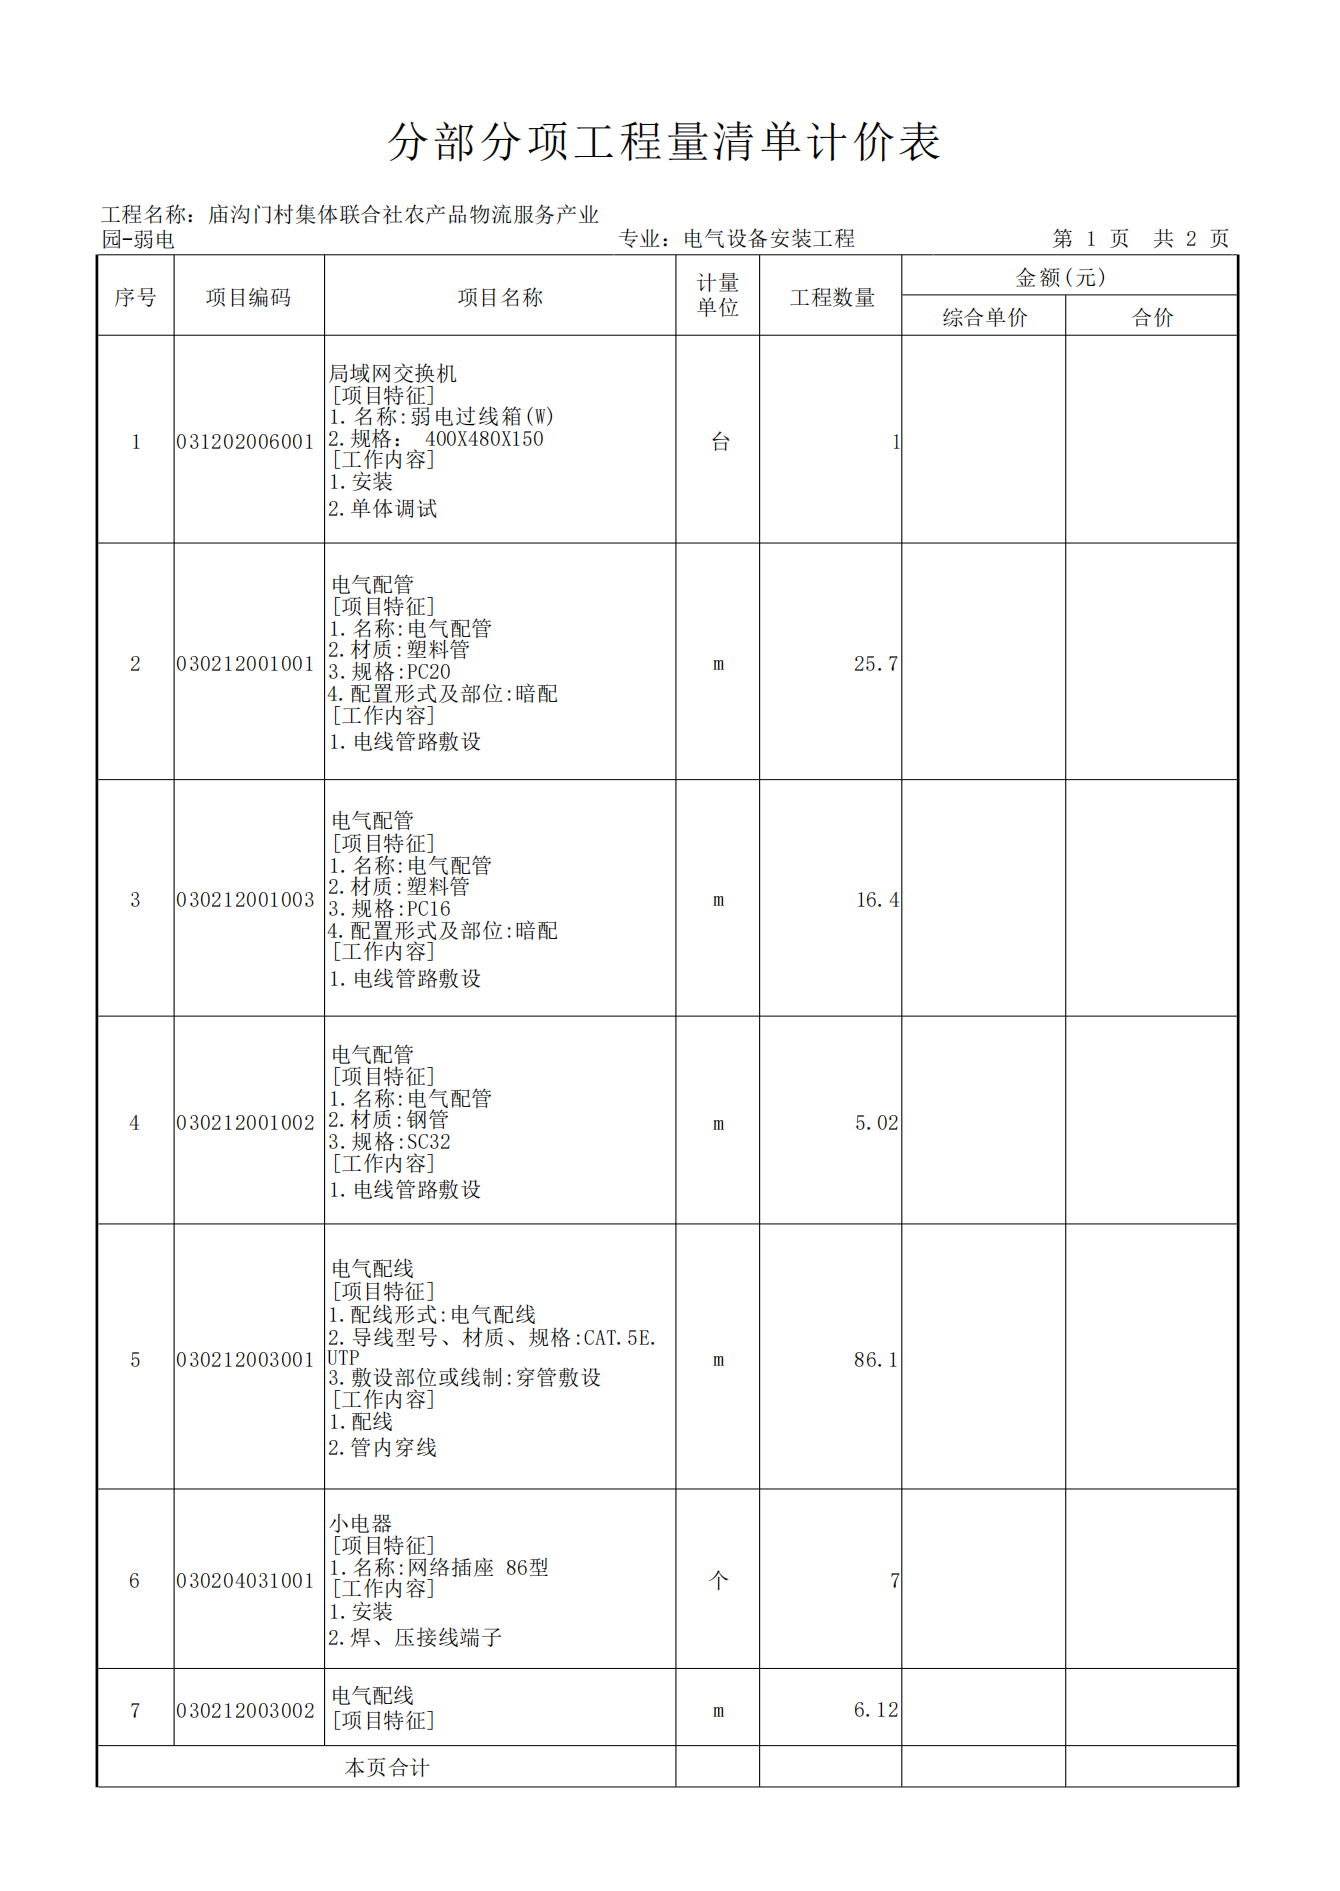 分部分项工程量清单计价表
工程名称：庙沟门村集体联合社农产品物流服务产业
园-弱电 专业：电气设备安装工程 第 1 页 共 2 页
序号 项目编码 项目名称 计量单位 工程数量 金额(元)
综合单价 合价
局域网交换机
[项目特征]
1.名称:弱电过线箱(W)
1 031202006001 2.规格： 400X480X150 台 1
[工作内容]
1.安装
2.单体调试
电气配管
[项目特征]
1.名称:电气配管
2.材质:塑料管
2 030212001001 3.规格:PC20 m 25.7
4.配置形式及部位:暗配
[工作内容]
1.电线管路敷设
电气配管
[项目特征]
1.名称:电气配管
2.材质:塑料管
3 030212001003 3.规格:PC16 m 16.4
4.配置形式及部位:暗配
[工作内容]
1.电线管路敷设
电气配管
[项目特征]
1.名称:电气配管
4 030212001002 2.材质:钢管 m 5.02
3.规格:SC32
[工作内容]
1.电线管路敷设
电气配线
[项目特征]
1.配线形式:电气配线
2.导线型号、材质、规格:CAT.5E.
5 030212003001 UTP m 86.1
3.敷设部位或线制:穿管敷设
[工作内容]
1.配线
2.管内穿线
小电器
[项目特征]
1.名称:网络插座 86型
6 030204031001 [工作内容] 个 7
1.安装
2.焊、压接线端子
电气配线
7 030212003002 [项目特征] m 6.12
本页合计